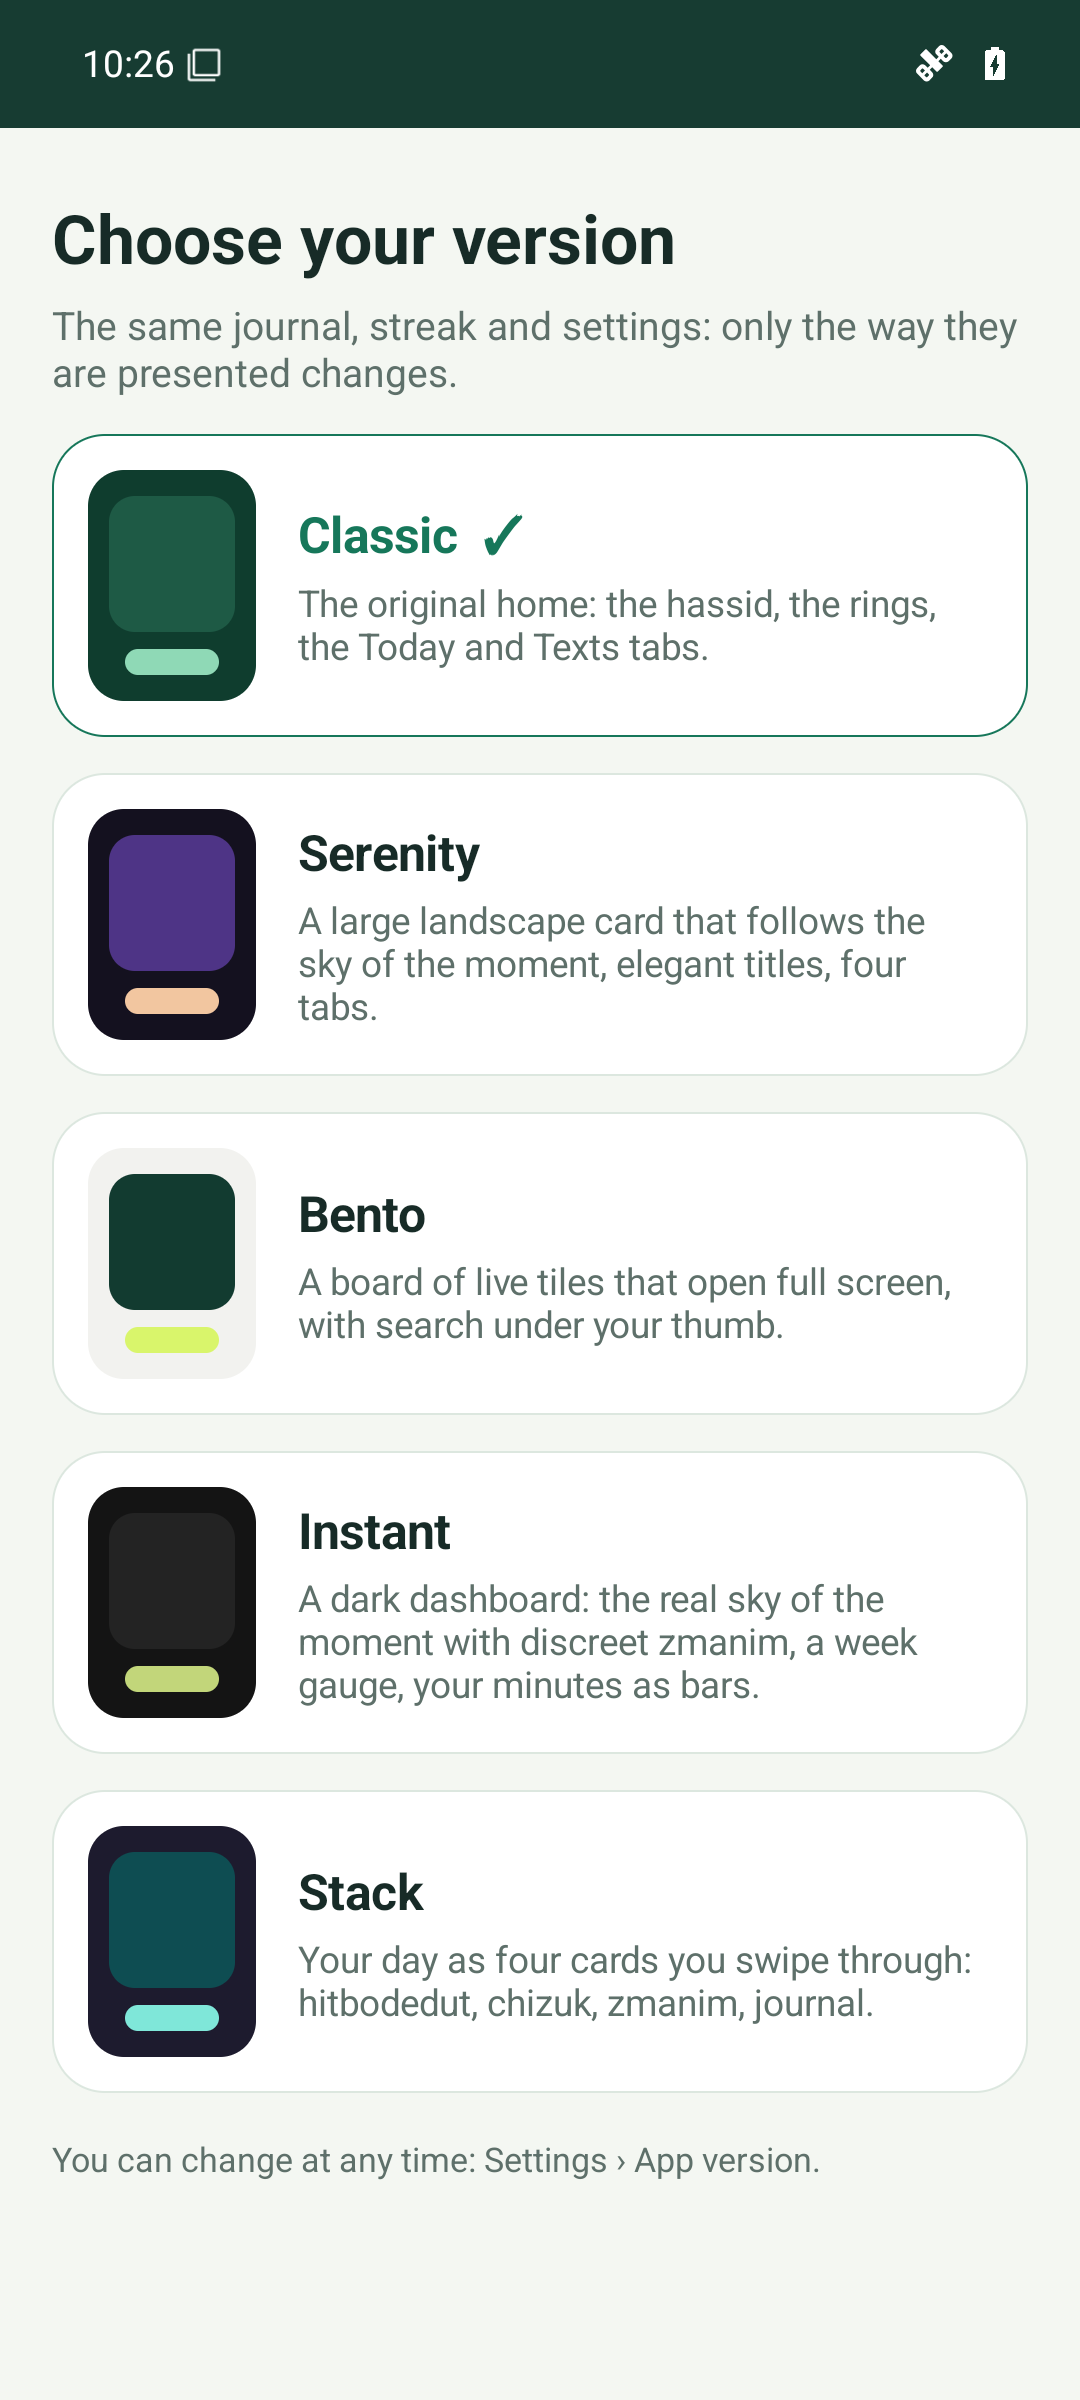 10:26
Choose your version
The same journal, streak and settings: only the way they
are presented changes.
Classic ✓
The original home: the hassid, the rings,
the Today and Texts tabs.
Serenity
A large landscape card that follows the
sky of the moment, elegant titles, four
tabs.
Bento
A board of live tiles that open full screen,
with search under your thumb.
Instant
A dark dashboard: the real sky of the
moment with discreet zmanim, a week
gauge, your minutes as bars.
Stack
Your day as four cards you swipe through:
hitbodedut, chizuk, zmanim, journal.
You can change at any time: Settings › App version.